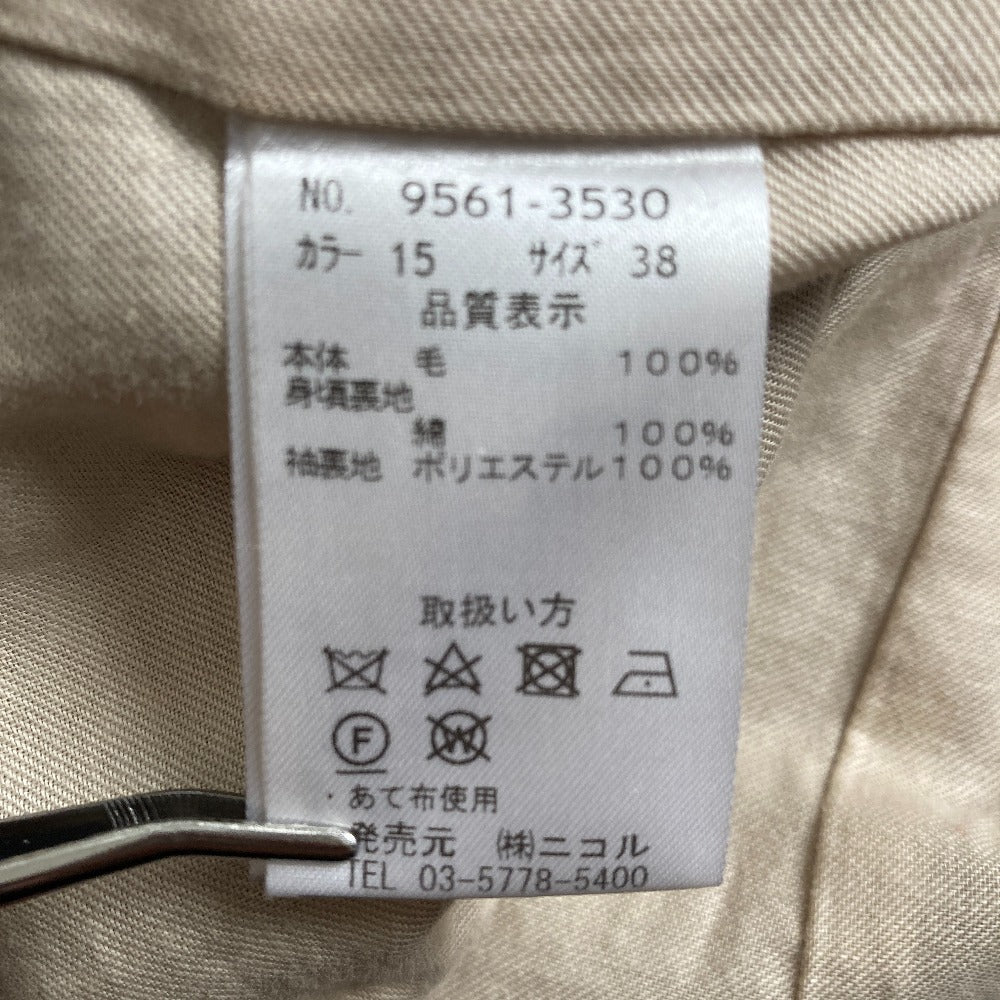 NO. 9561-3530
カラー 15 サイズ 38
品質表示
本体 毛 100%
身頃裏地
綿 100%
袖裏地 ポリエステル100%
取扱い方
F W
・あて布使用
発売元 ㈱ニコル
TEL 03-5778-5400